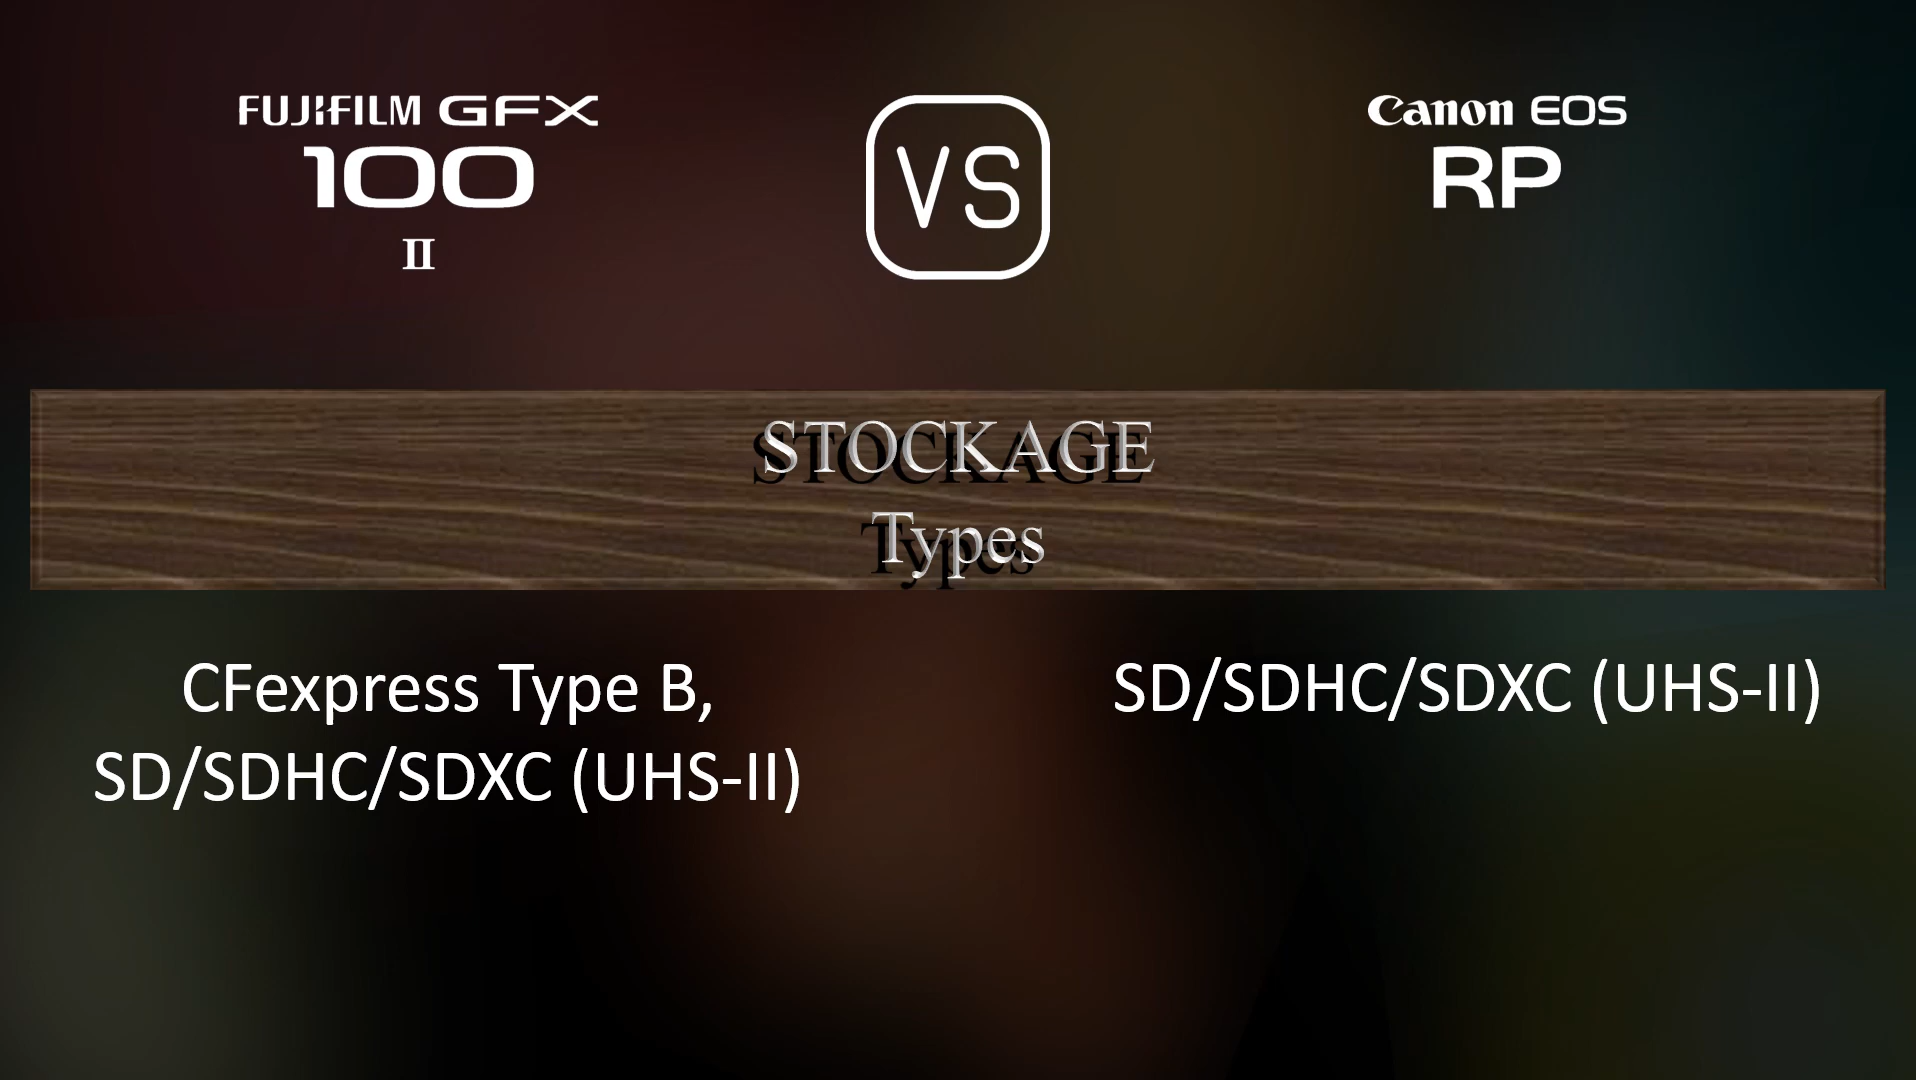 FUJIFILM GFX
100
II
VS
Canon EOS
RP
STOCKAGE
Types
CFexpress Type B,
SD/SDHC/SDXC (UHS-II)
SD/SDHC/SDXC (UHS-II)